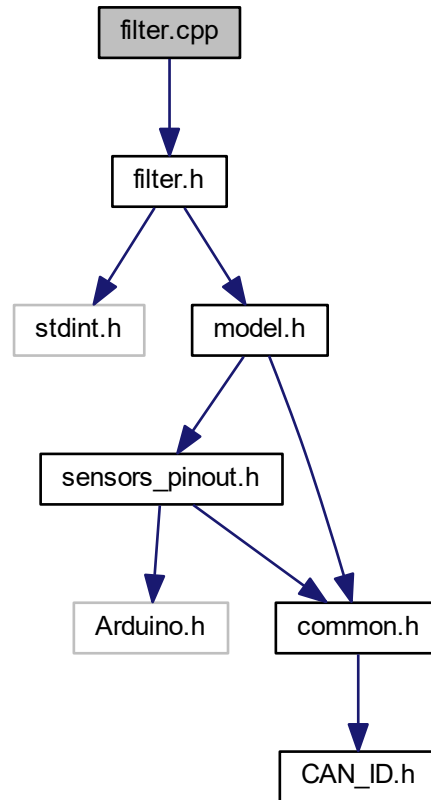 filter.cpp
filter.h
stdint.h
model.h
sensors_pinout.h
Arduino.h
common.h
CAN_ID.h